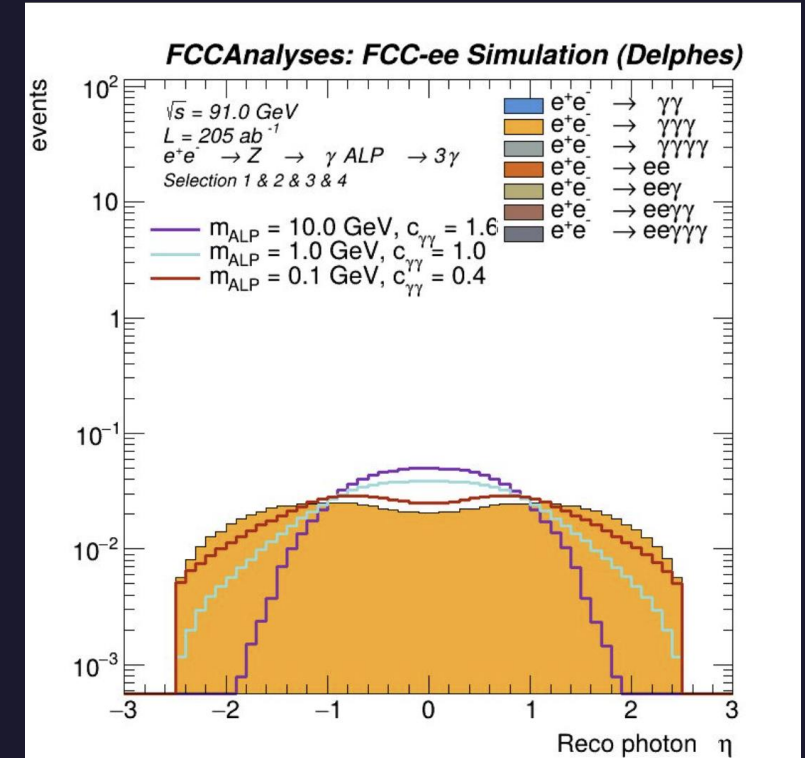 FCCAnalyses: FCC-ee Simulation (Delphes)
events
√s = 91.0 GeV
L = 205 ab⁻¹
e⁺e⁻ → Z → γ ALP → 3γ
Selection 1 & 2 & 3 & 4
m_ALP = 10.0 GeV, c_γγ = 1.6
m_ALP = 1.0 GeV, c_γγ = 1.0
m_ALP = 0.1 GeV, c_γγ = 0.4
e⁺e⁻ → γγ
e⁺e⁻ → γγγ
e⁺e⁻ → γγγγ
e⁺e⁻ → ee
e⁺e⁻ → eeγ
e⁺e⁻ → eeγγ
e⁺e⁻ → eeγγγ
10²
10
1
10⁻¹
10⁻²
10⁻³
−3 −2 −1 0 1 2 3
Reco photon η